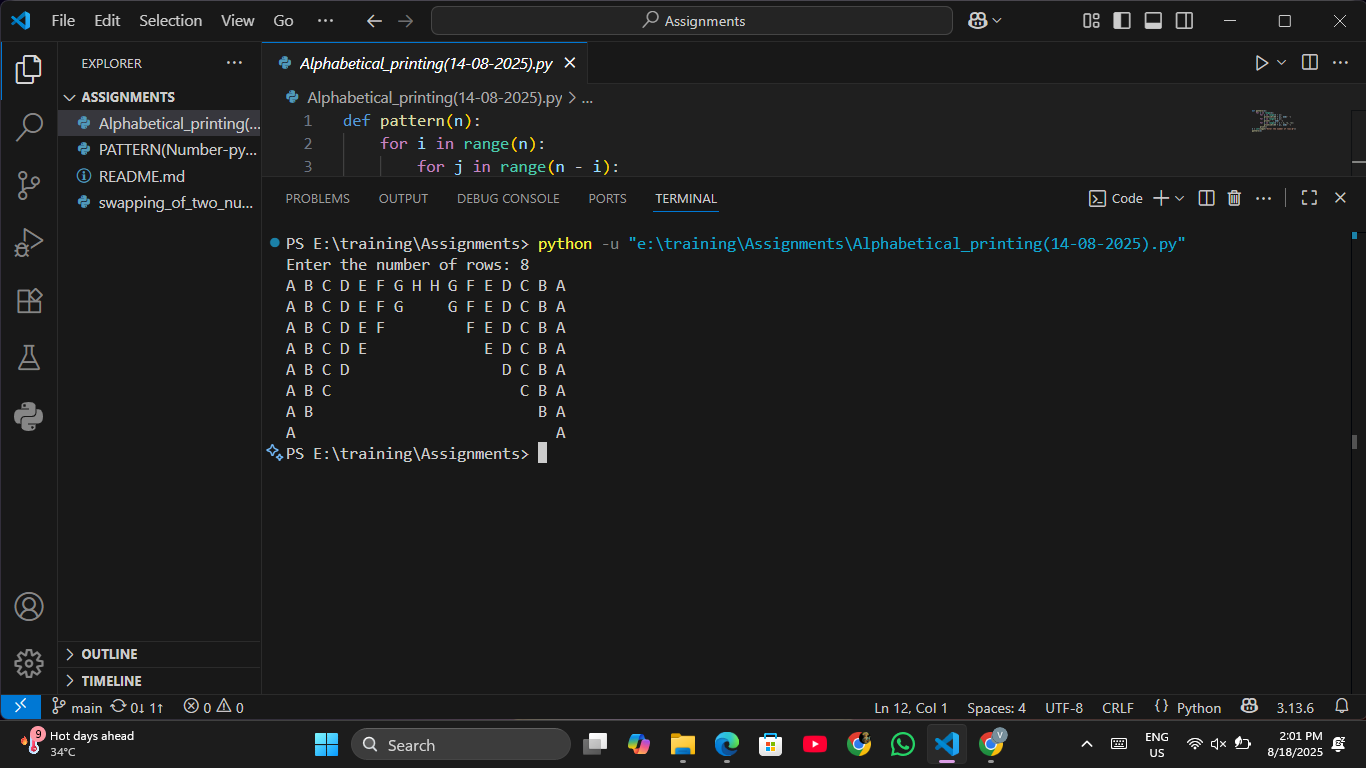 File Edit Selection View Go ··· Assignments
EXPLORER ···
ASSIGNMENTS
Alphabetical_printing(...
PATTERN(Number-py...
README.md
swapping_of_two_nu...
OUTLINE
TIMELINE
Alphabetical_printing(14-08-2025).py
Alphabetical_printing(14-08-2025).py > ...
1 def pattern(n):
2 for i in range(n):
3 for j in range(n - i):
PROBLEMS OUTPUT DEBUG CONSOLE PORTS TERMINAL Code
PS E:\training\Assignments> python -u "e:\training\Assignments\Alphabetical_printing(14-08-2025).py"
Enter the number of rows: 8
A B C D E F G H H G F E D C B A
A B C D E F G     G F E D C B A
A B C D E F         F E D C B A
A B C D E             E D C B A
A B C D                 D C B A
A B C                     C B A
A B                         B A
A                             A
PS E:\training\Assignments>
main 0↓ 1↑ 0 0 Ln 12, Col 1 Spaces: 4 UTF-8 CRLF {} Python 3.13.6
9
Hot days ahead
34°C
Search
V
ENG
US
2:01 PM
8/18/2025